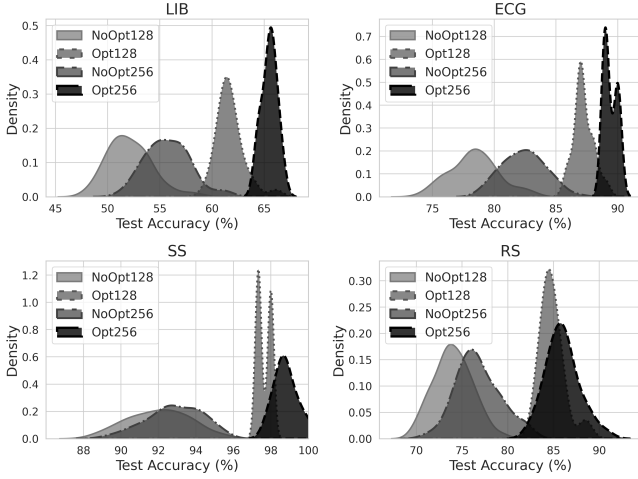 LIB
0.5
0.4
0.3
0.2
0.1
0.0
Density
NoOpt128
Opt128
NoOpt256
Opt256
45 50 55 60 65
Test Accuracy (%)
ECG
0.7
0.6
0.5
0.4
0.3
0.2
0.1
0.0
Density
NoOpt128
Opt128
NoOpt256
Opt256
75 80 85 90
Test Accuracy (%)
SS
1.2
1.0
0.8
0.6
0.4
0.2
0.0
Density
NoOpt128
Opt128
NoOpt256
Opt256
88 90 92 94 96 98 100
Test Accuracy (%)
RS
0.30
0.25
0.20
0.15
0.10
0.05
0.00
Density
NoOpt128
Opt128
NoOpt256
Opt256
70 75 80 85 90
Test Accuracy (%)